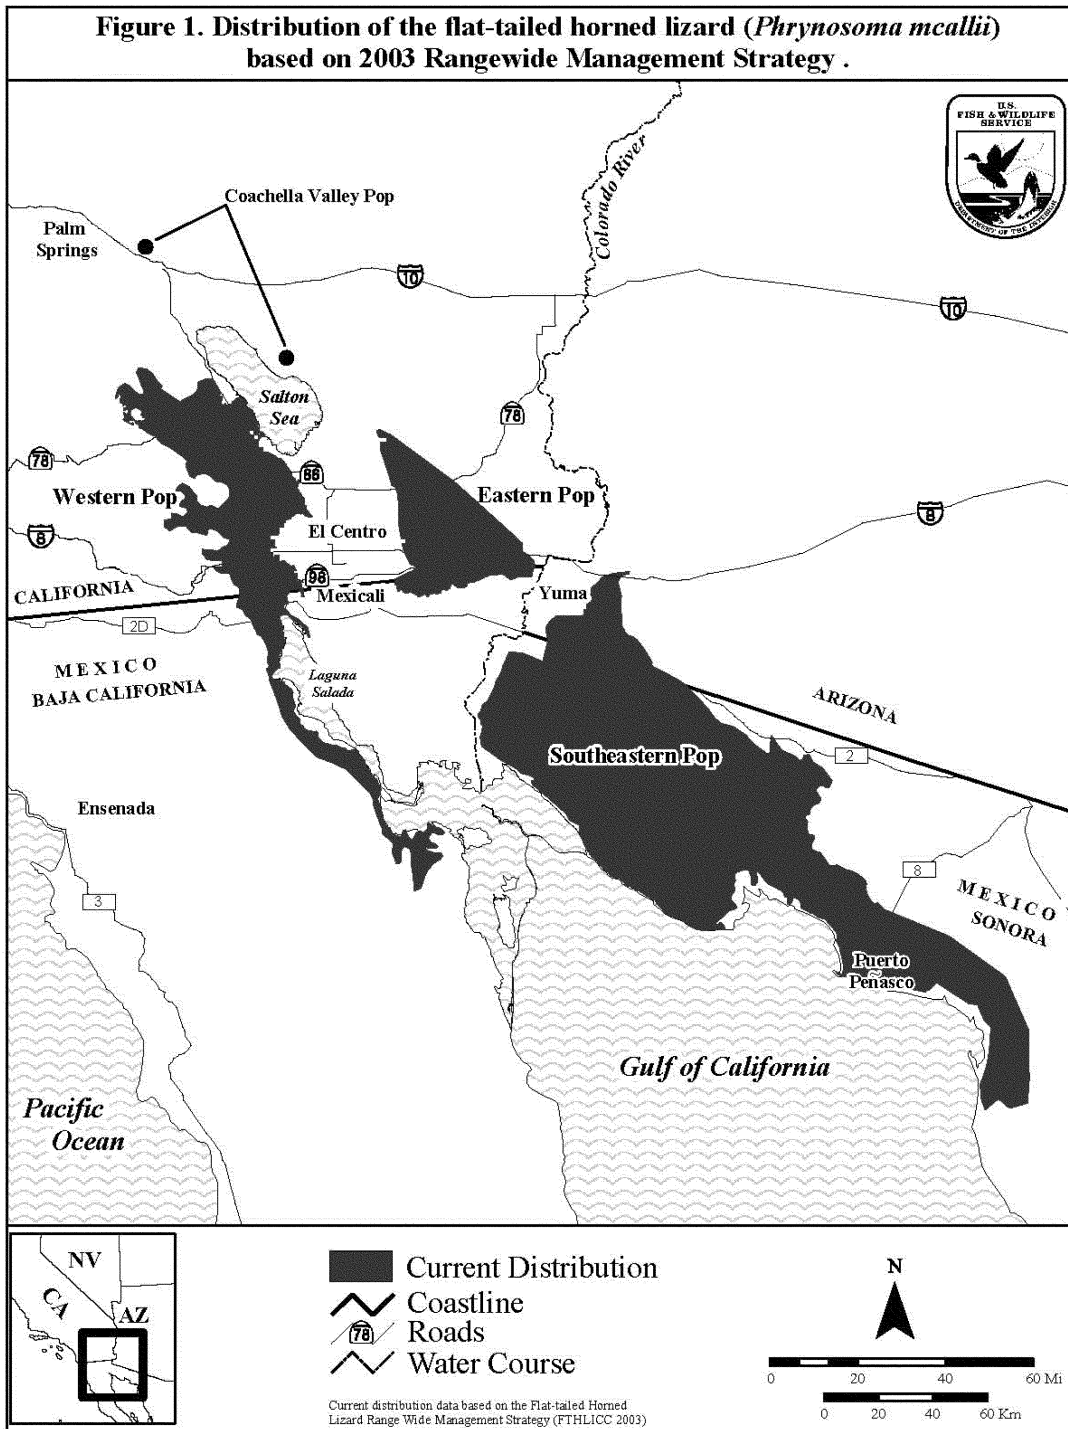 Figure 1. Distribution of the flat-tailed horned lizard (Phrynosoma mcallii)
based on 2003 Rangewide Management Strategy .
U.S.
FISH & WILDLIFE
SERVICE
DEPARTMENT OF THE INTERIOR
Colorado River
Coachella Valley Pop
Palm
Springs
10
10
Salton
Sea
78
78
86
Western Pop
Eastern Pop
8
8
El Centro
98
CALIFORNIA
Mexicali
Yuma
2D
MEXICO
BAJA CALIFORNIA
Laguna
Salada
ARIZONA
Southeastern Pop
2
Ensenada
8
3
MEXICO
SONORA
Puerto
Peñasco
Gulf of California
Pacific
Ocean
NV
CA
AZ
Current Distribution
Coastline
78
Roads
Water Course
Current distribution data based on the Flat-tailed Horned
Lizard Range Wide Management Strategy (FTHLICC 2003)
N
0 20 40 60 Mi
0 20 40 60 Km